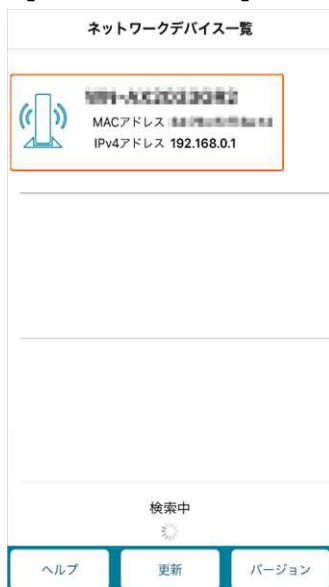 ネットワークデバイス一覧
MACアドレス
IPv4アドレス 192.168.0.1
検索中
ヘルプ
更新
バージョン